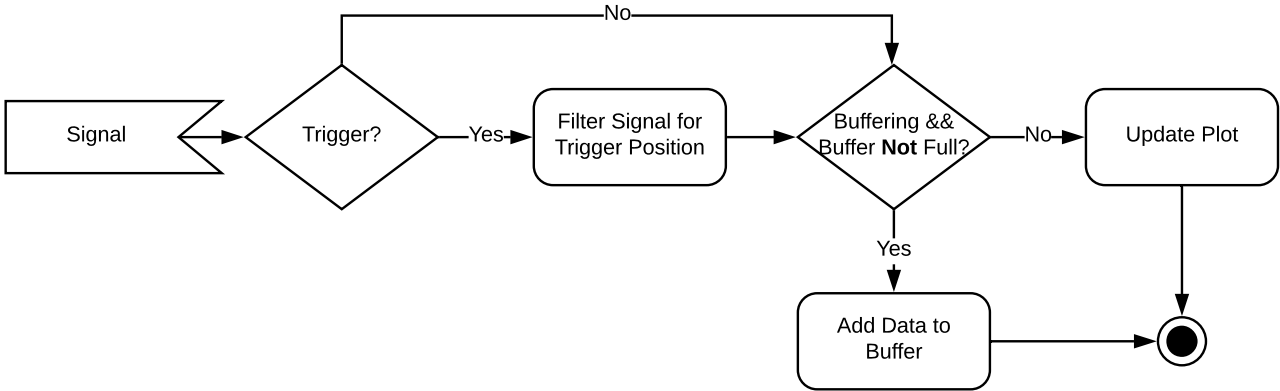 No
Signal
Trigger?
Yes
Filter Signal for
Trigger Position
Buffering &&
Buffer Not Full?
No
Update Plot
Yes
Add Data to
Buffer